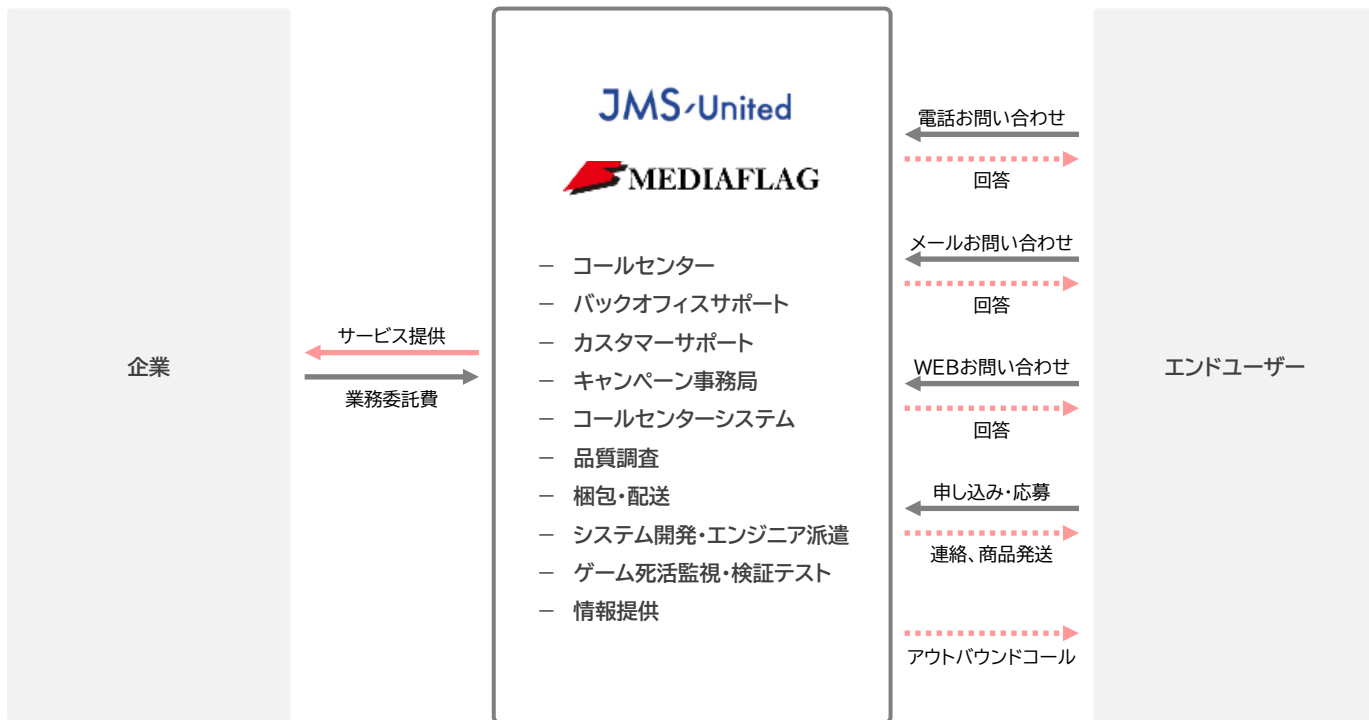 企業
サービス提供
業務委託費
JMS United
MEDIAFLAG
― コールセンター
― バックオフィスサポート
― カスタマーサポート
― キャンペーン事務局
― コールセンターシステム
― 品質調査
― 梱包・配送
― システム開発・エンジニア派遣
― ゲーム死活監視・検証テスト
― 情報提供
電話お問い合わせ
回答
メールお問い合わせ
回答
WEBお問い合わせ
回答
申し込み・応募
連絡、商品発送
アウトバウンドコール
エンドユーザー